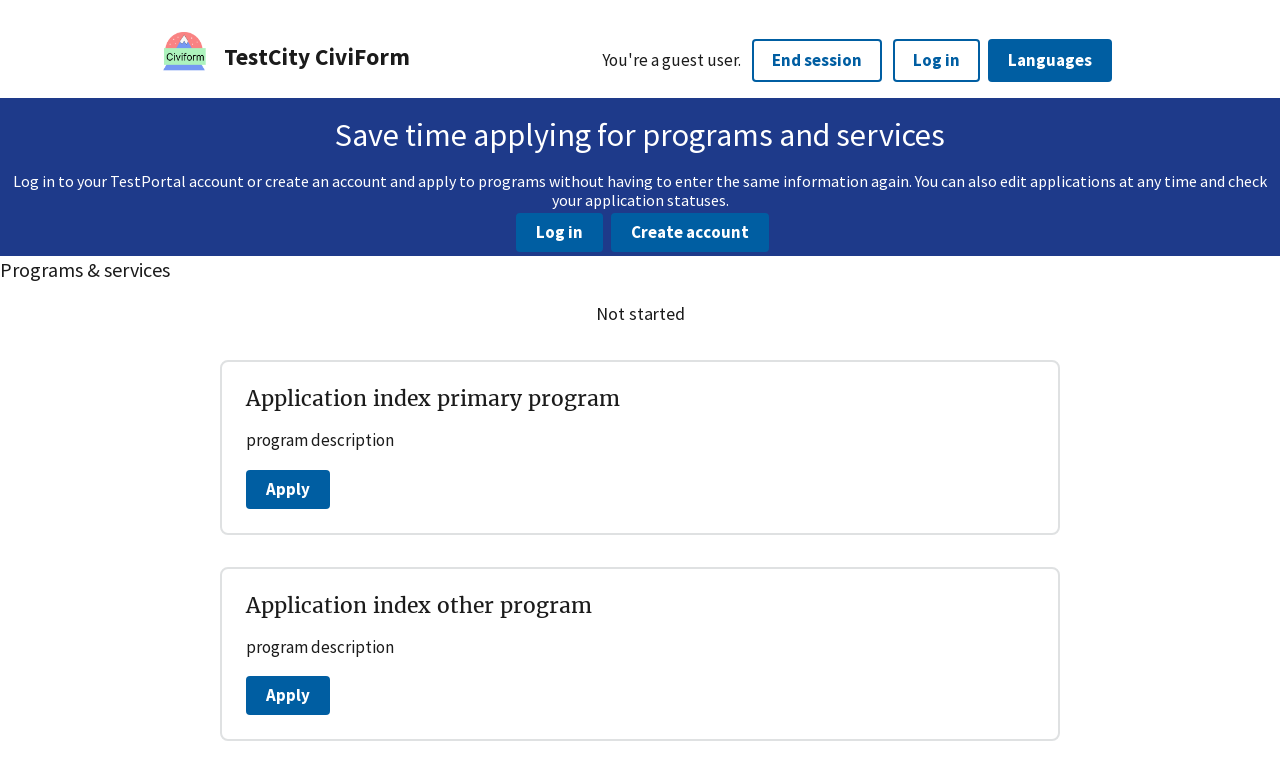 Civiform
TestCity CiviForm
You're a guest user.
End session
Log in
Languages
Save time applying for programs and services
Log in to your TestPortal account or create an account and apply to programs without having to enter the same information again. You can also edit applications at any time and check
your application statuses.
Log in
Create account
Programs & services
Not started
Application index primary program
program description
Apply
Application index other program
program description
Apply